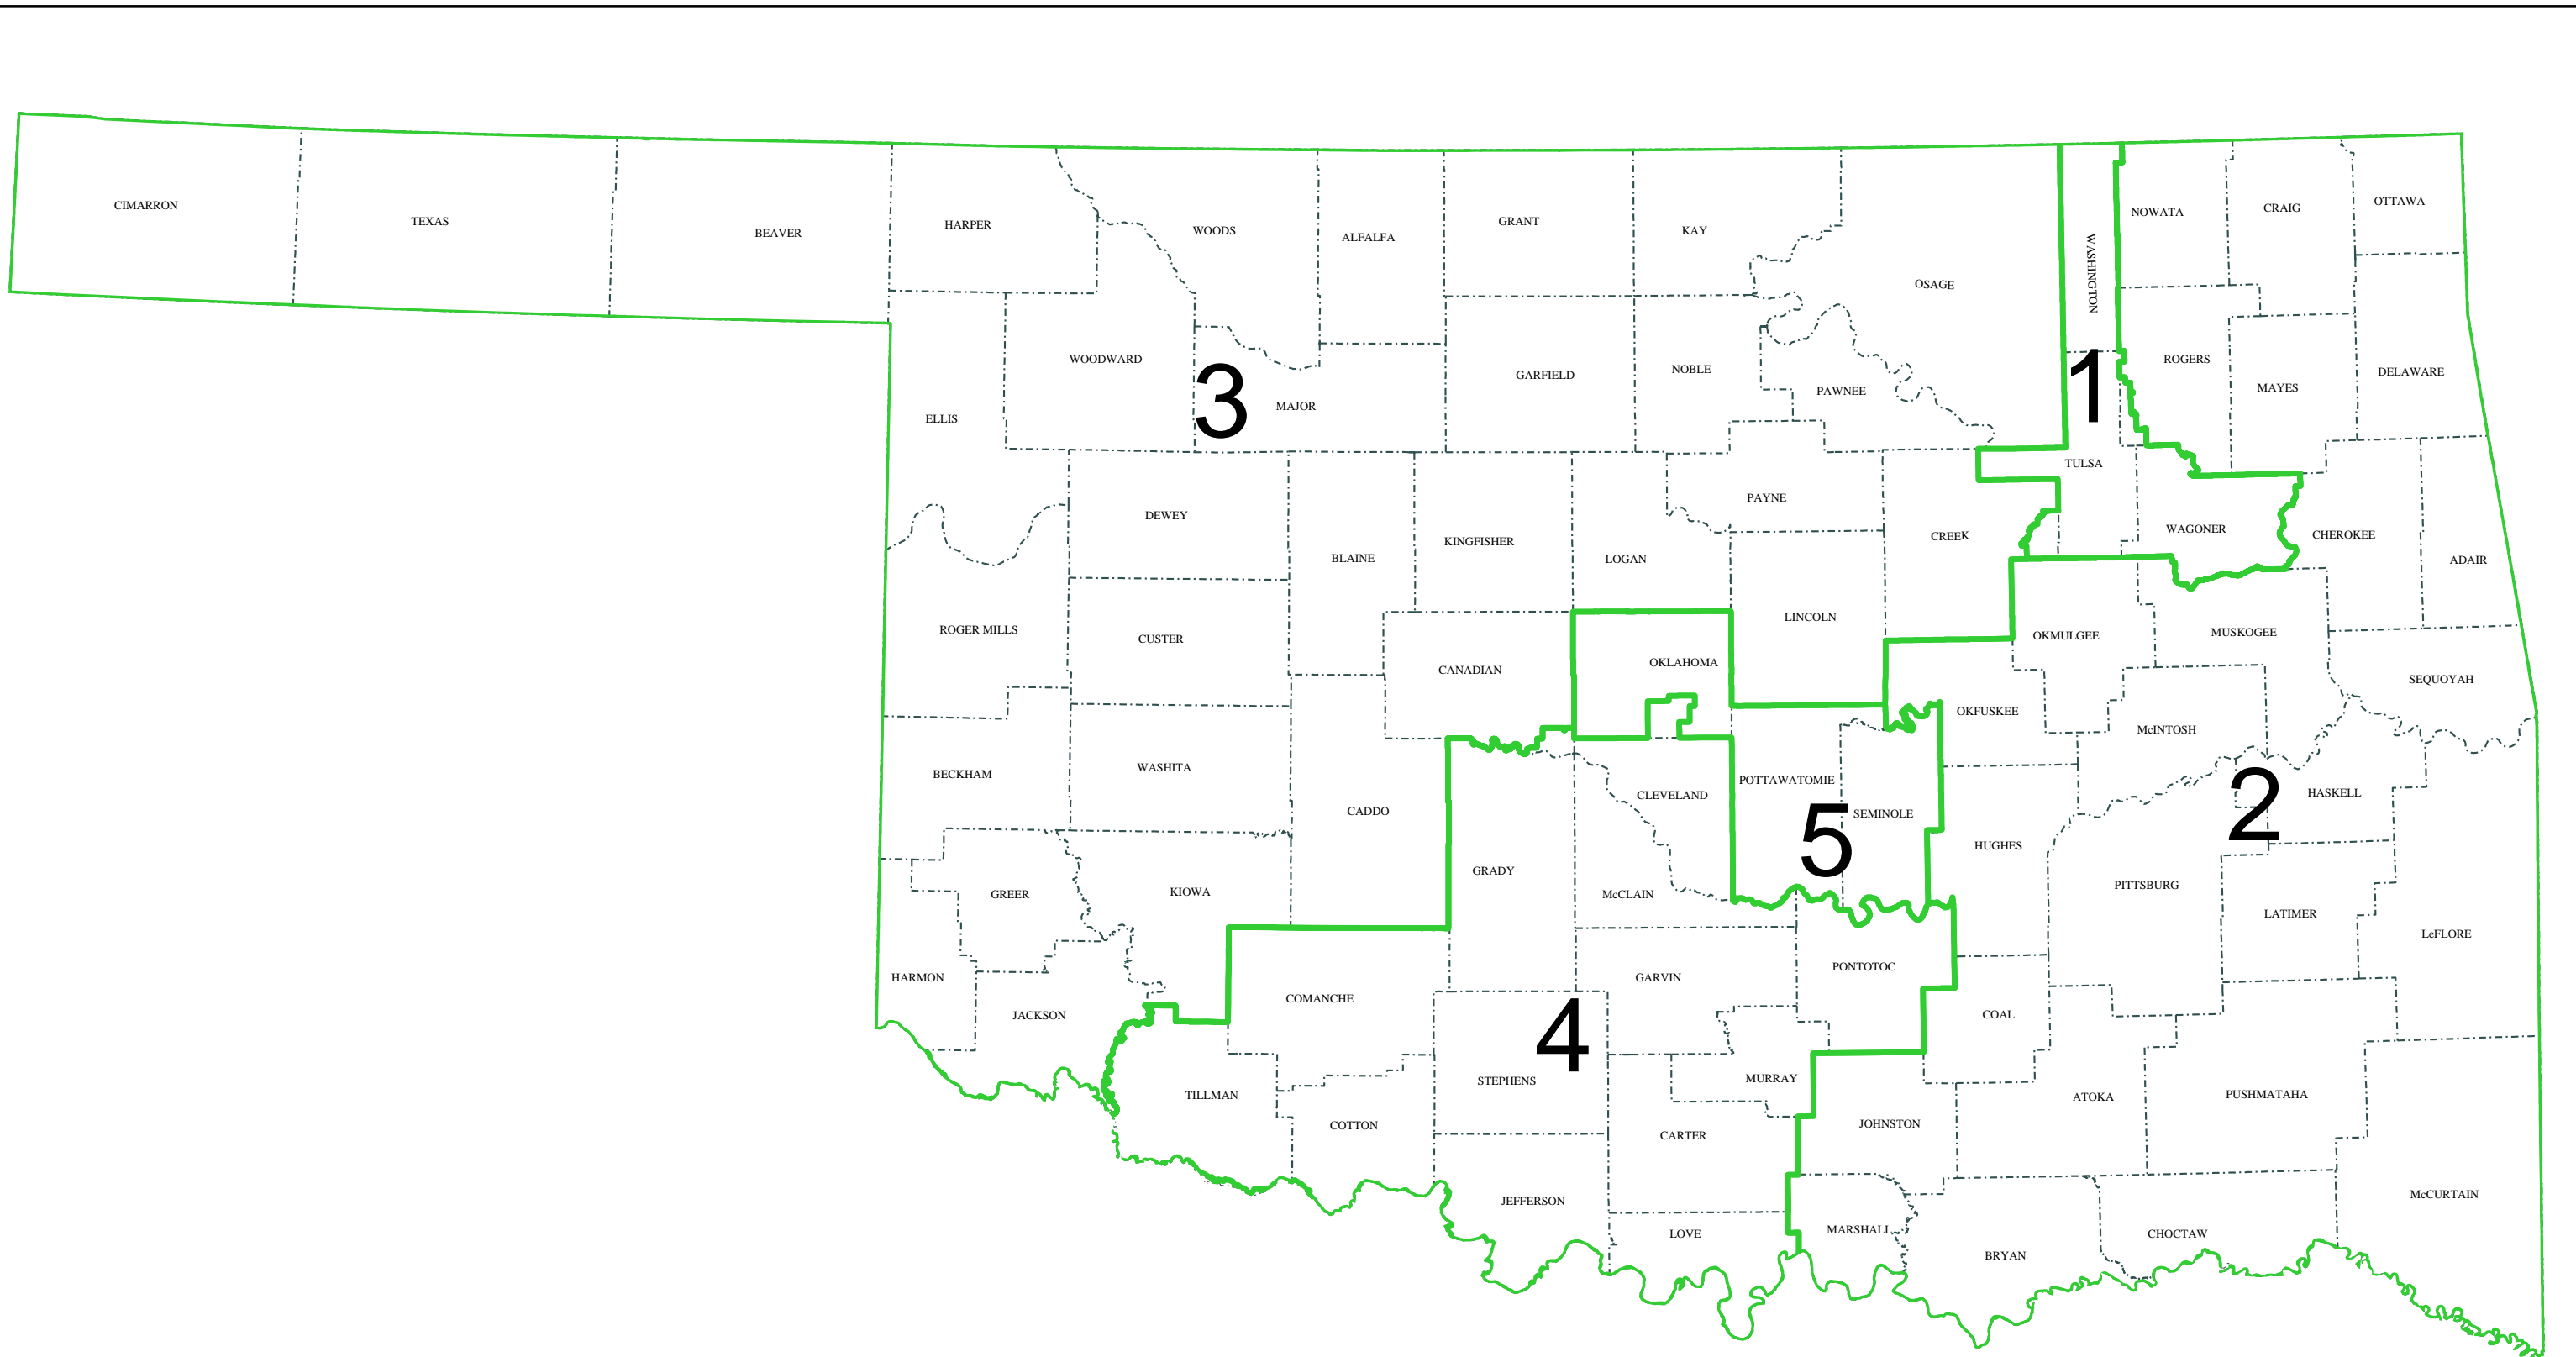 CIMARRON
TEXAS
BEAVER
HARPER
WOODS
ALFALFA
GRANT
KAY
OSAGE
WASHINGTON
NOWATA
CRAIG
OTTAWA
ELLIS
WOODWARD
3
MAJOR
GARFIELD
NOBLE
PAWNEE
1
ROGERS
MAYES
DELAWARE
TULSA
DEWEY
BLAINE
KINGFISHER
LOGAN
PAYNE
CREEK
WAGONER
CHEROKEE
ADAIR
ROGER MILLS
CUSTER
CANADIAN
OKLAHOMA
LINCOLN
OKMULGEE
MUSKOGEE
SEQUOYAH
BECKHAM
WASHITA
CADDO
CLEVELAND
POTTAWATOMIE
SEMINOLE
5
OKFUSKEE
McINTOSH
2
HASKELL
GREER
KIOWA
GRADY
McCLAIN
HUGHES
PITTSBURG
LATIMER
LeFLORE
HARMON
JACKSON
COMANCHE
GARVIN
PONTOTOC
COAL
4
TILLMAN
COTTON
STEPHENS
MURRAY
CARTER
JOHNSTON
ATOKA
PUSHMATAHA
JEFFERSON
LOVE
MARSHALL
BRYAN
CHOCTAW
McCURTAIN